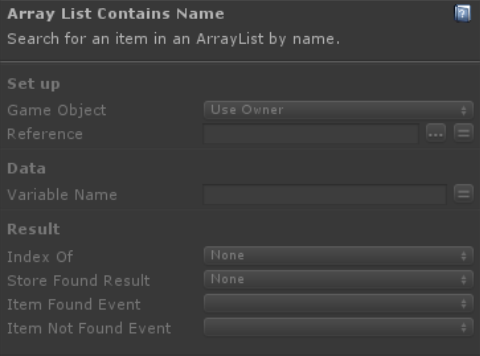 Array List Contains Name
Search for an item in an ArrayList by name.
Set up
Game Object Use Owner
Reference ... =
Data
Variable Name =
Result
Index Of None
Store Found Result None
Item Found Event
Item Not Found Event